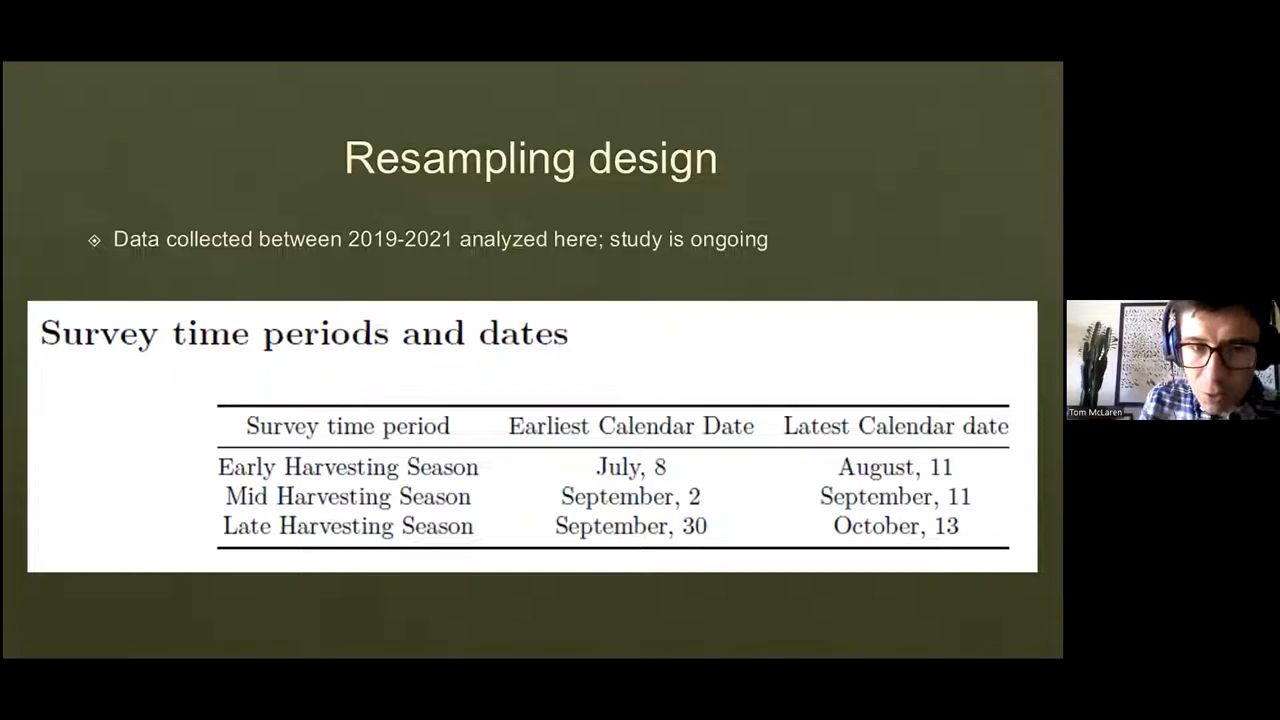 Resampling design
Data collected between 2019-2021 analyzed here; study is ongoing
Survey time periods and dates
Survey time period Earliest Calendar Date Latest Calendar date
Early Harvesting Season July, 8 August, 11
Mid Harvesting Season September, 2 September, 11
Late Harvesting Season September, 30 October, 13
Tom McLaren